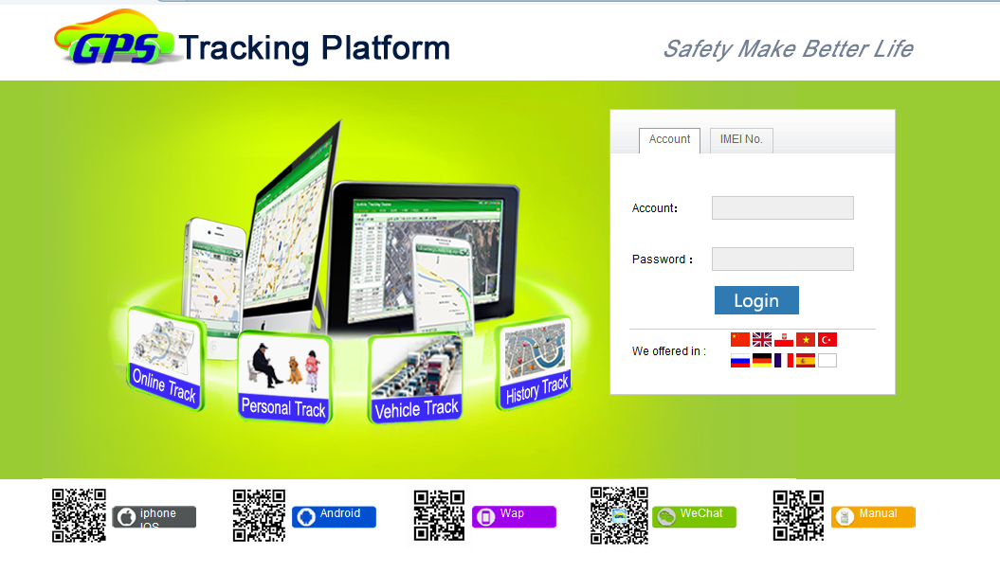 GPS Tracking Platform
Safety Make Better Life
Account
IMEI No.
Account:
Password :
Login
We offered in :
Online Track
Personal Track
Vehicle Track
History Track
iphone
IOS
Android
Wap
WeChat
Manual